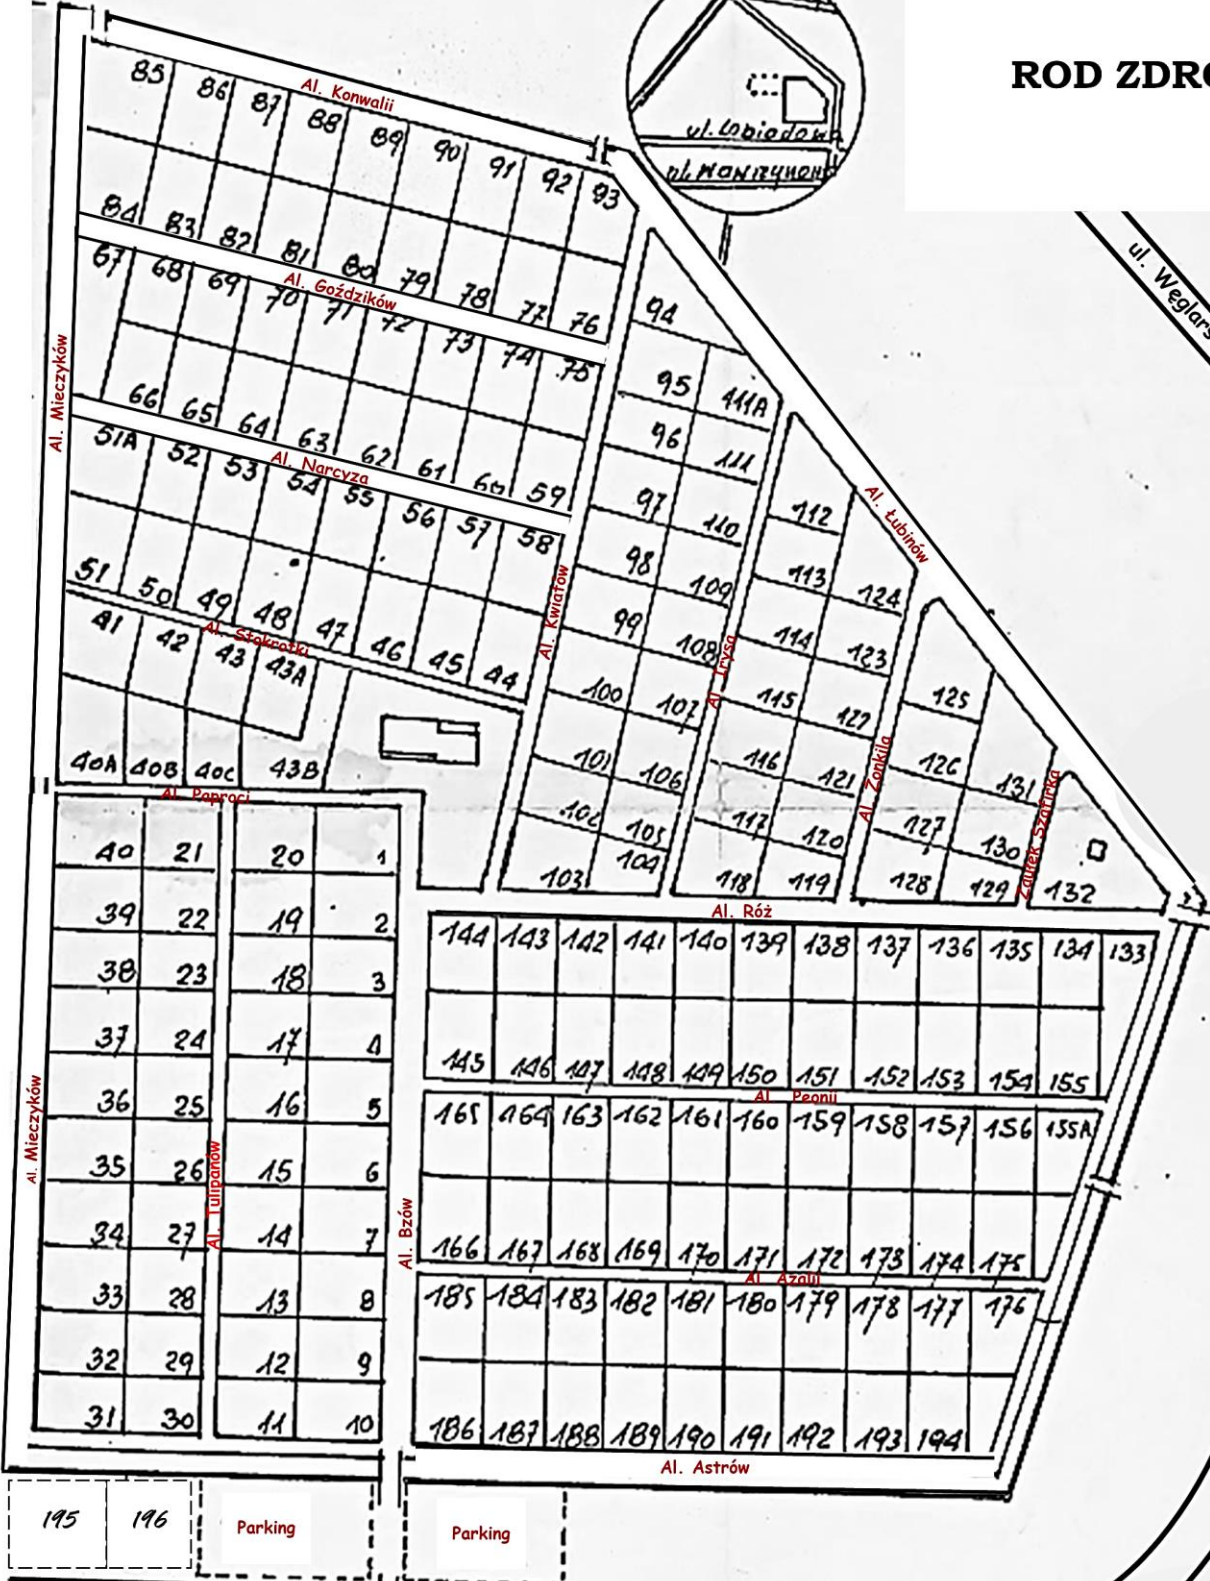 ROD ZDRO
ul. Węglars
85 86 87 88 89 90 91 92 93
Al. Konwalii
84 83 82 81 80 79 78 77 76
Al. Goździków
67 68 69 70 71 72 73 74 75
66 65 64 63 62 61 60 59
Al. Narcyza
51A 52 53 54 55 56 57 58
51 50 49 48 47 46 45 44
Al. Stokrotki
41 42 43 43A
40A 40B 40C 43B
Al. Paproci
Al. Mieczyków
Al. Kwiatów
94
95 111A
96 111
97 110
98 109
99 108
100 107
101 106
102 105
103 104
Al. Irysa
Al. Łubinów
112
113 124
114 123
115 122
116 121
117 120
118 119
Al. Żonkila
125
126 131
127 130
128 129
Zaułek Szafirka
132
Al. Róż
40 21 20 1
39 22 19 2
38 23 18 3
37 24 17 4
36 25 16 5
35 26 15 6
34 27 14 7
33 28 13 8
32 29 12 9
31 30 11 10
Al. Mieczyków
Al. Tulipanów
Al. Bzów
144 143 142 141 140 139 138 137 136 135 134 133
145 146 147 148 149 150 151 152 153 154 155
Al. Peonii
165 164 163 162 161 160 159 158 157 156 155A
166 167 168 169 170 171 172 173 174 175
Al. Azalii
185 184 183 182 181 180 179 178 177 176
186 187 188 189 190 191 192 193 194
Al. Astrów
195 196 Parking Parking